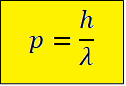 p = h/λ